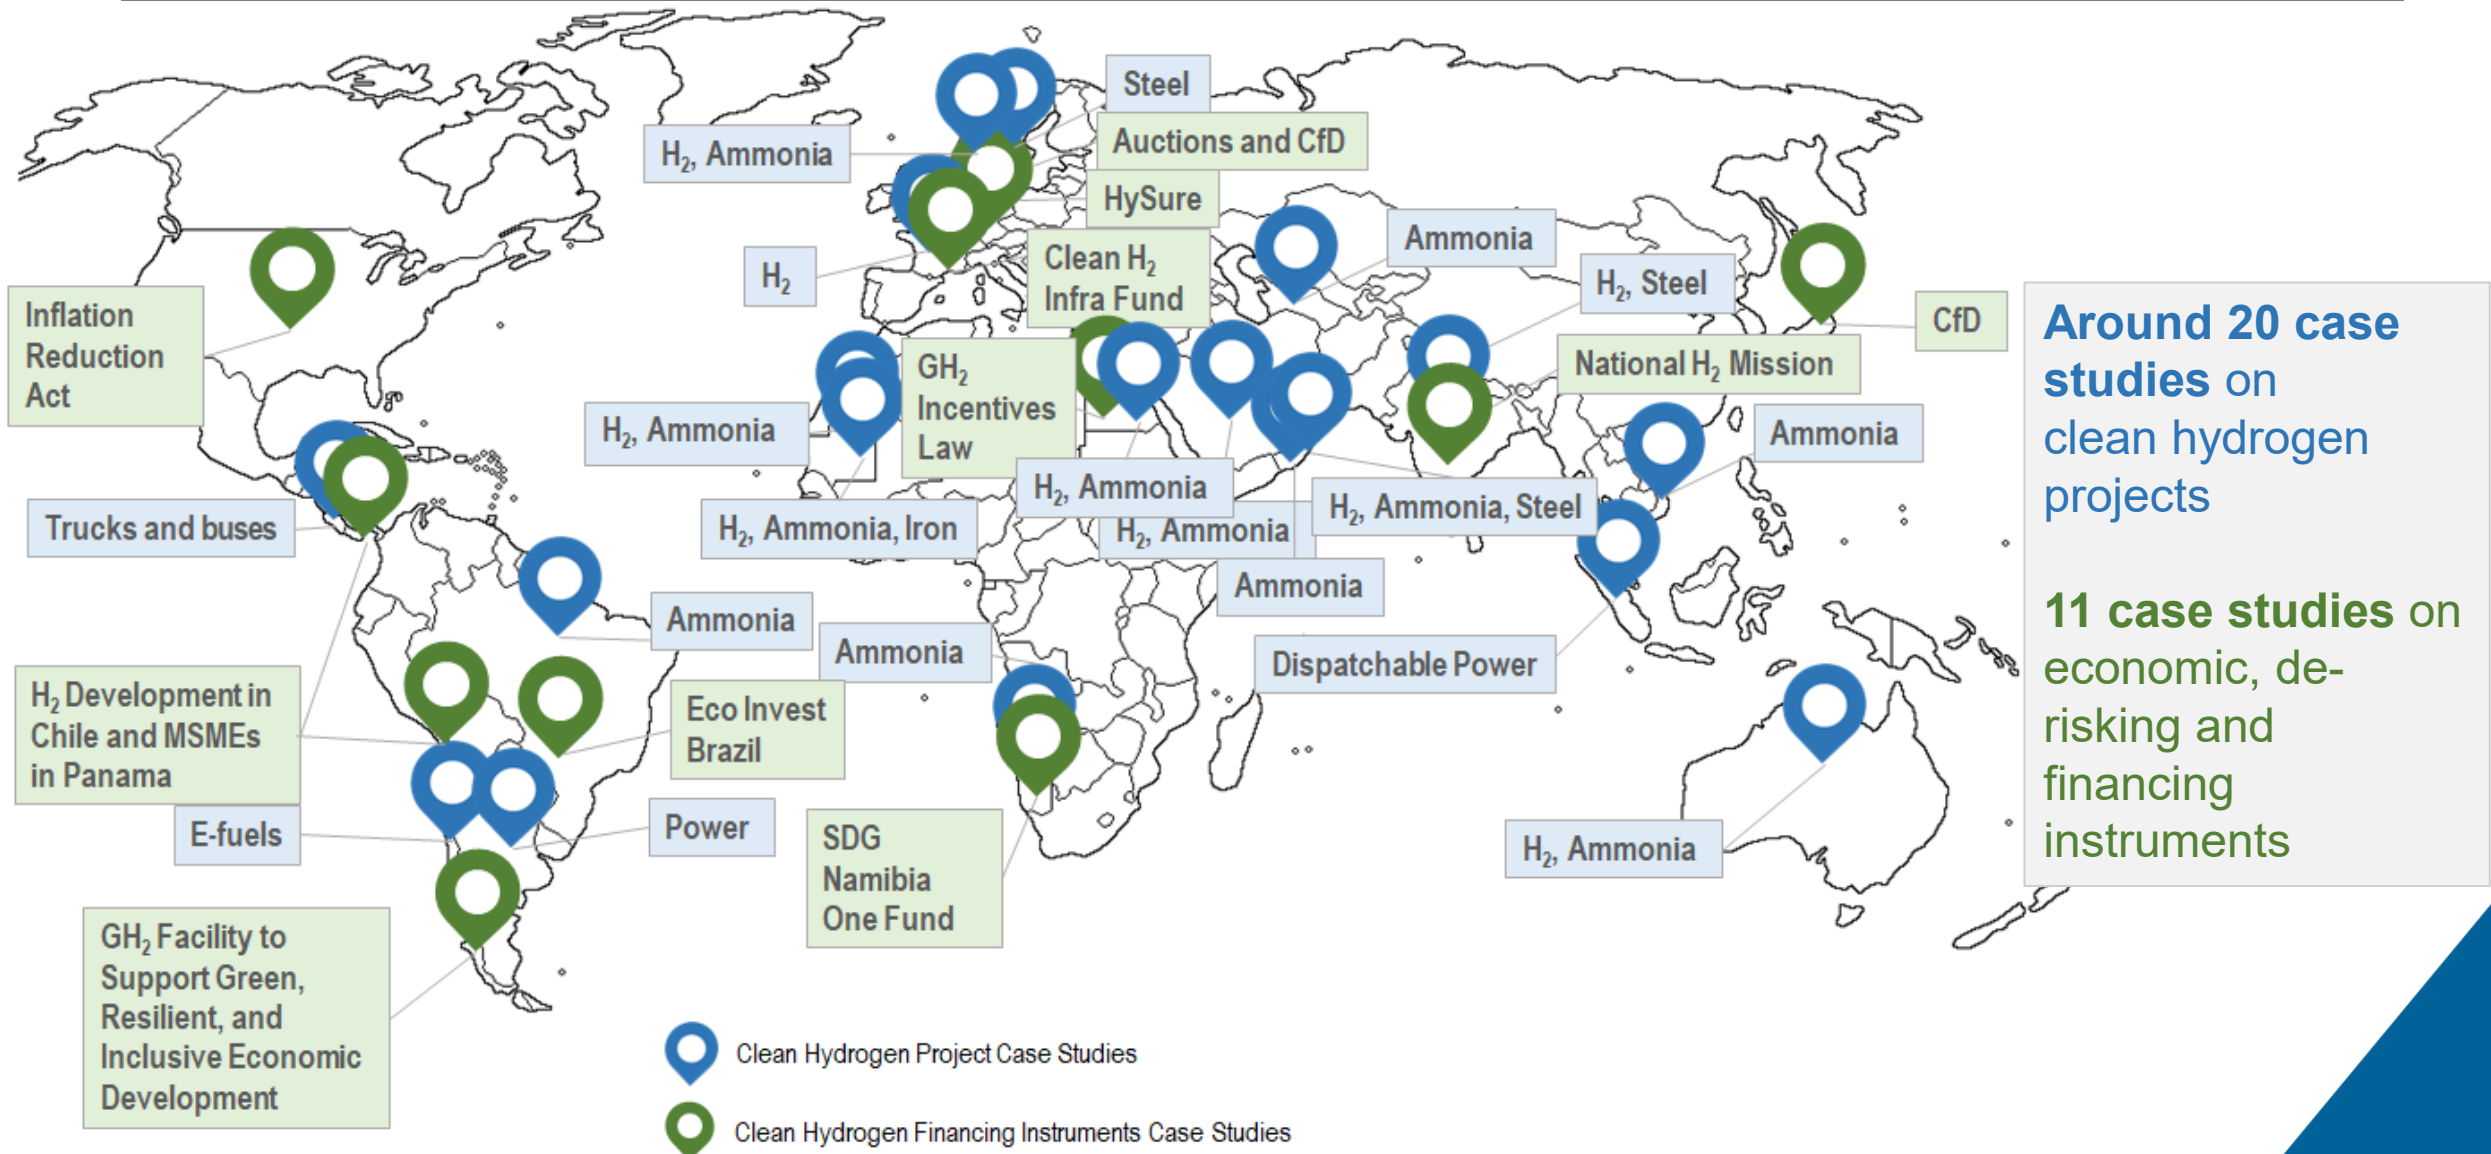 Steel
H₂, Ammonia
Auctions and CfD
HySure
H₂
Clean H₂
Infra Fund
Ammonia
H₂, Steel
CfD
National H₂ Mission
Inflation
Reduction
Act
GH₂
Incentives
Law
H₂, Ammonia
Ammonia
H₂, Ammonia
H₂, Ammonia, Steel
Trucks and buses
H₂, Ammonia, Iron
H₂, Ammonia
Ammonia
Ammonia
Ammonia
Dispatchable Power
H₂ Development in
Chile and MSMEs
in Panama
Eco Invest
Brazil
E-fuels
Power
SDG
Namibia
One Fund
H₂, Ammonia
GH₂ Facility to
Support Green,
Resilient, and
Inclusive Economic
Development
Clean Hydrogen Project Case Studies
Clean Hydrogen Financing Instruments Case Studies
Around 20 case
studies on
clean hydrogen
projects
11 case studies on
economic, de-
risking and
financing
instruments